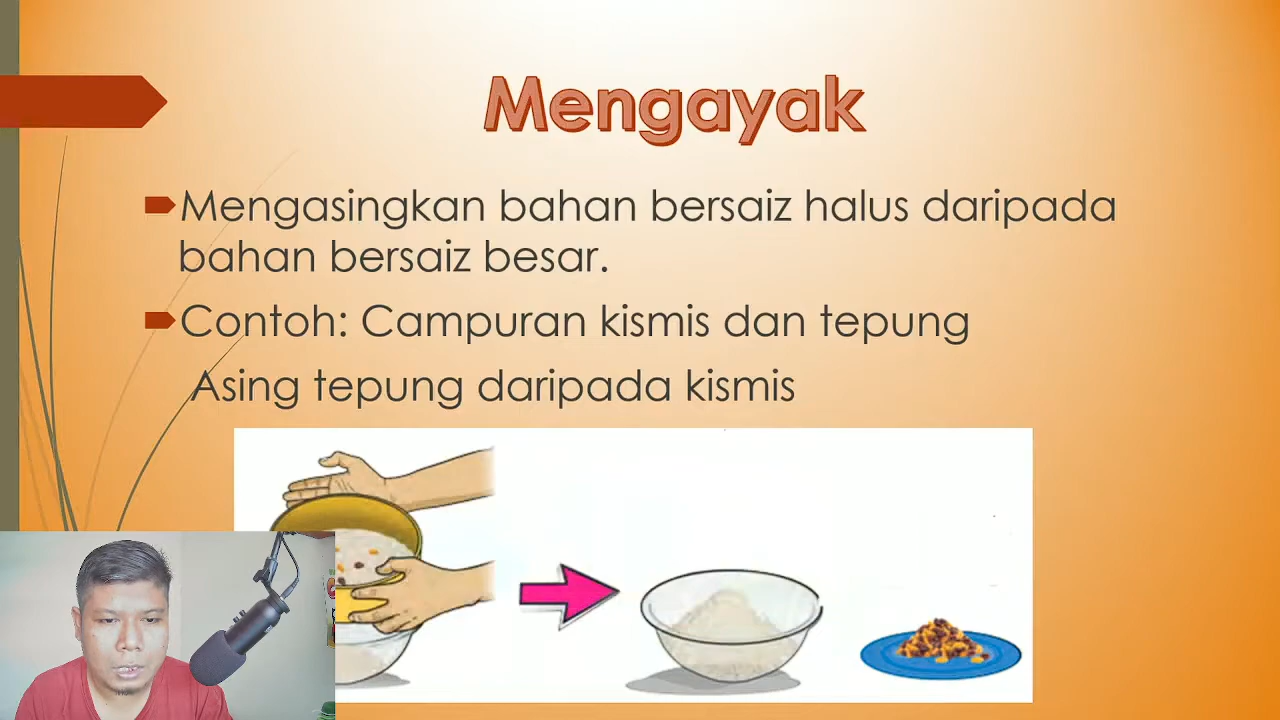 Mengayak
Mengasingkan bahan bersaiz halus daripada
bahan bersaiz besar.
Contoh: Campuran kismis dan tepung
Asing tepung daripada kismis